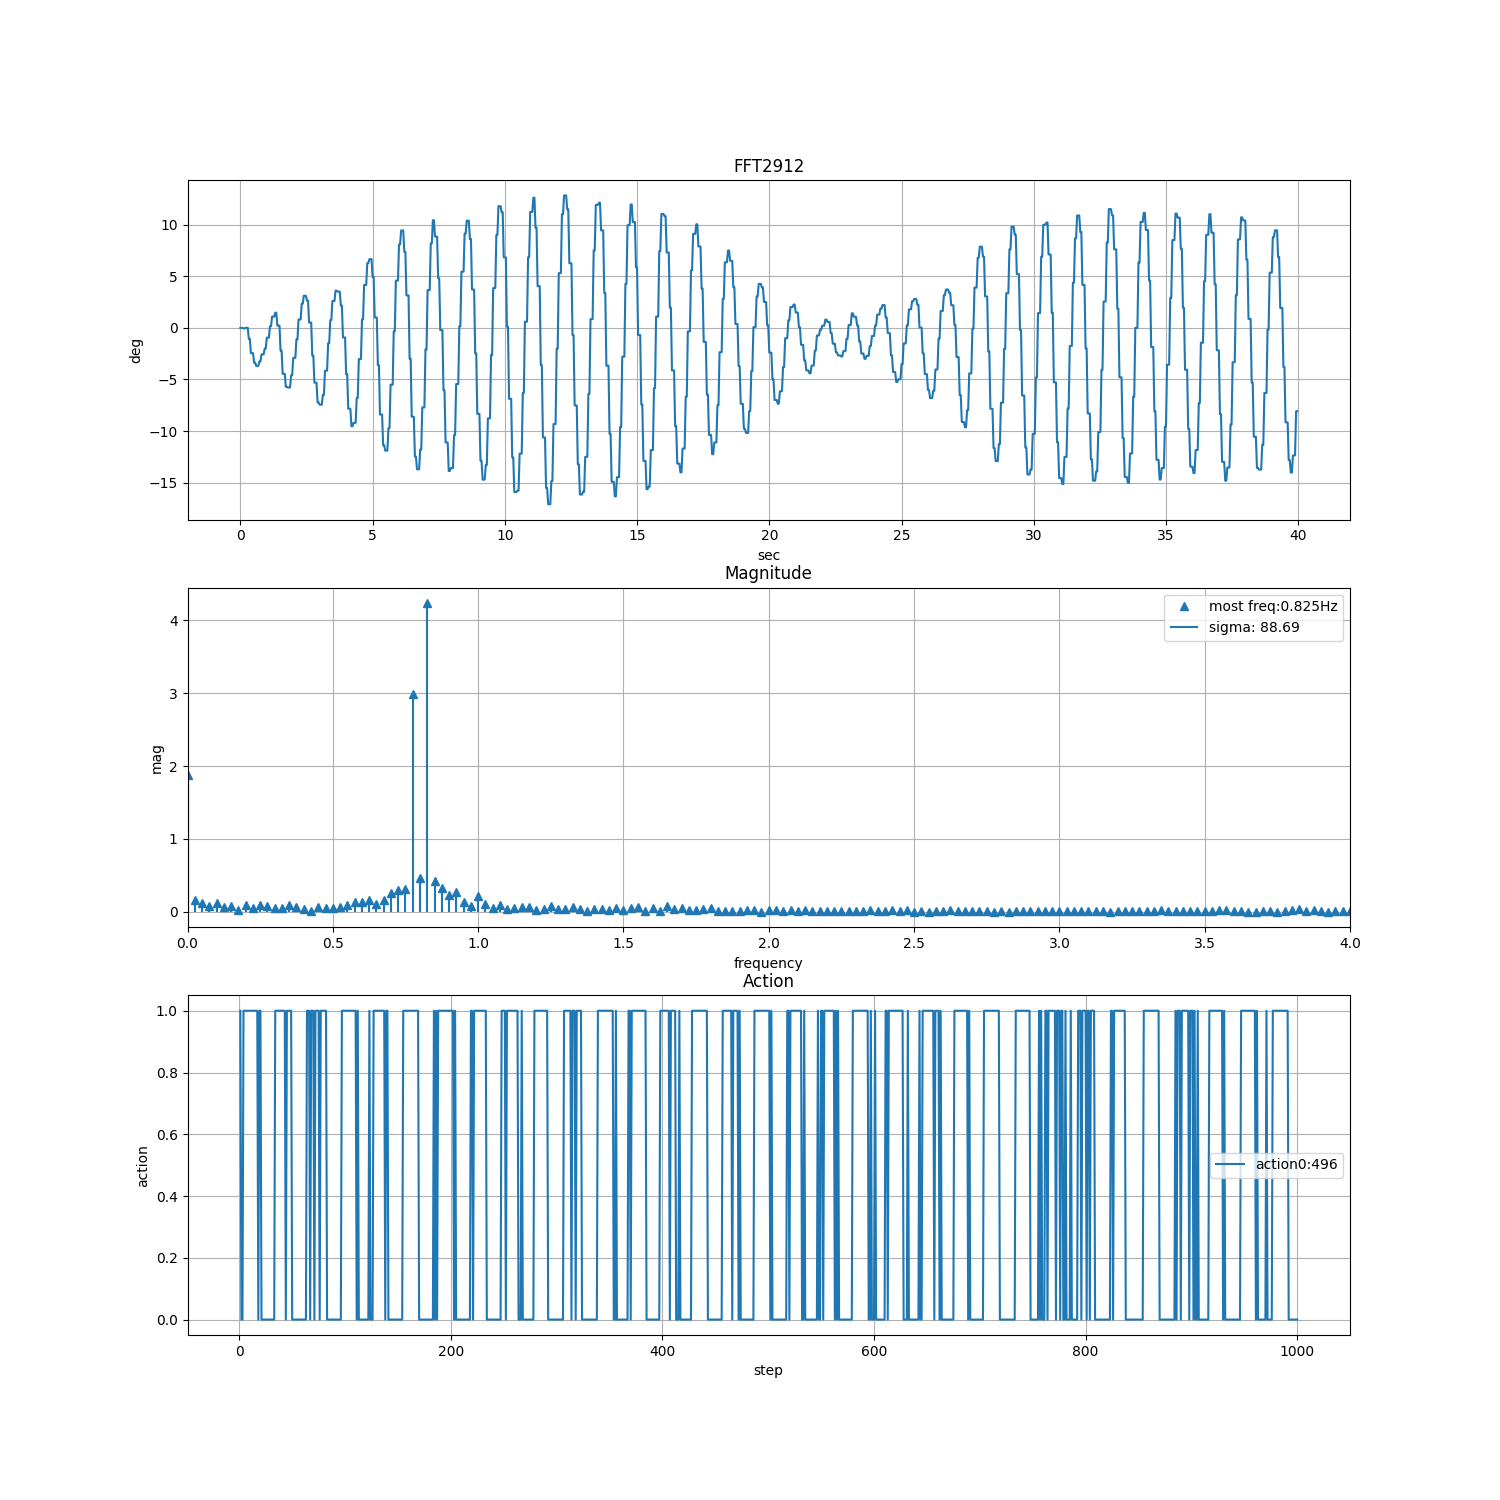 FFT2912
10
5
0
−5
−10
−15
deg
0 5 10 15 20 25 30 35 40
sec
Magnitude
most freq:0.825Hz
sigma: 88.69
4
3
2
1
0
mag
0.0 0.5 1.0 1.5 2.0 2.5 3.0 3.5 4.0
frequency
Action
1.0
0.8
0.6
0.4
0.2
0.0
action
action0:496
0 200 400 600 800 1000
step